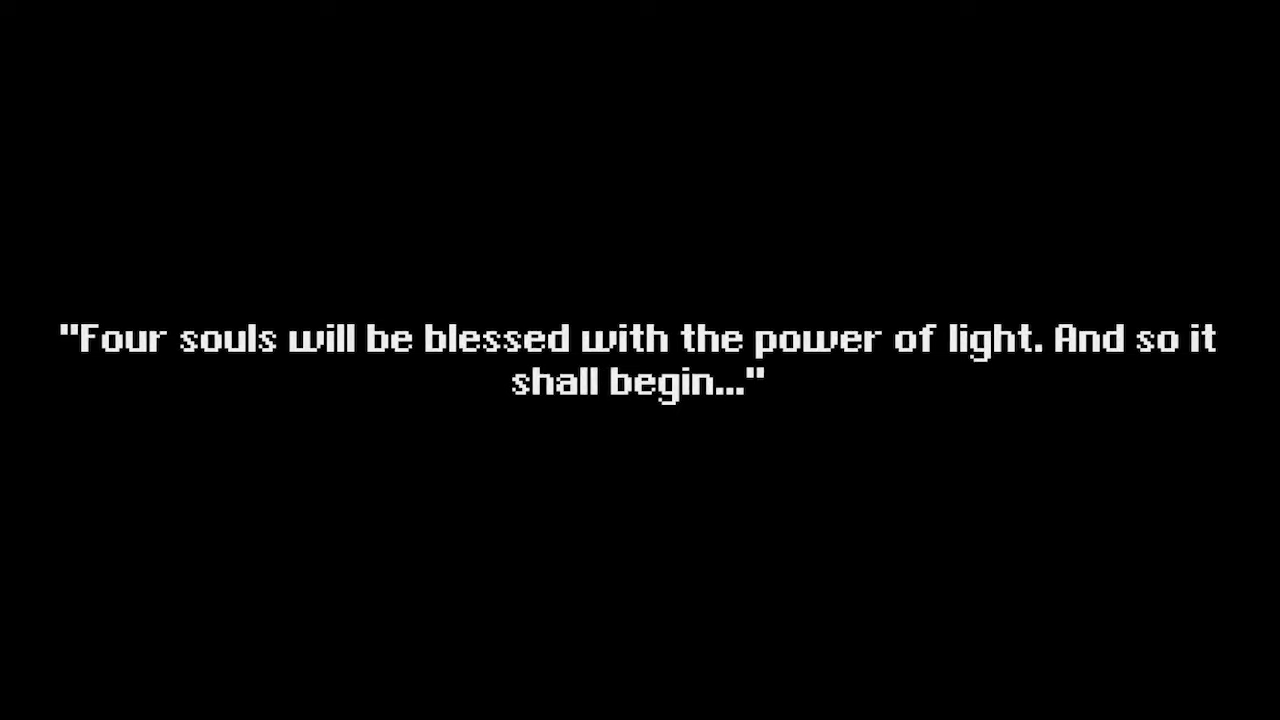 "Four souls will be blessed with the power of light. And so it
shall begin..."